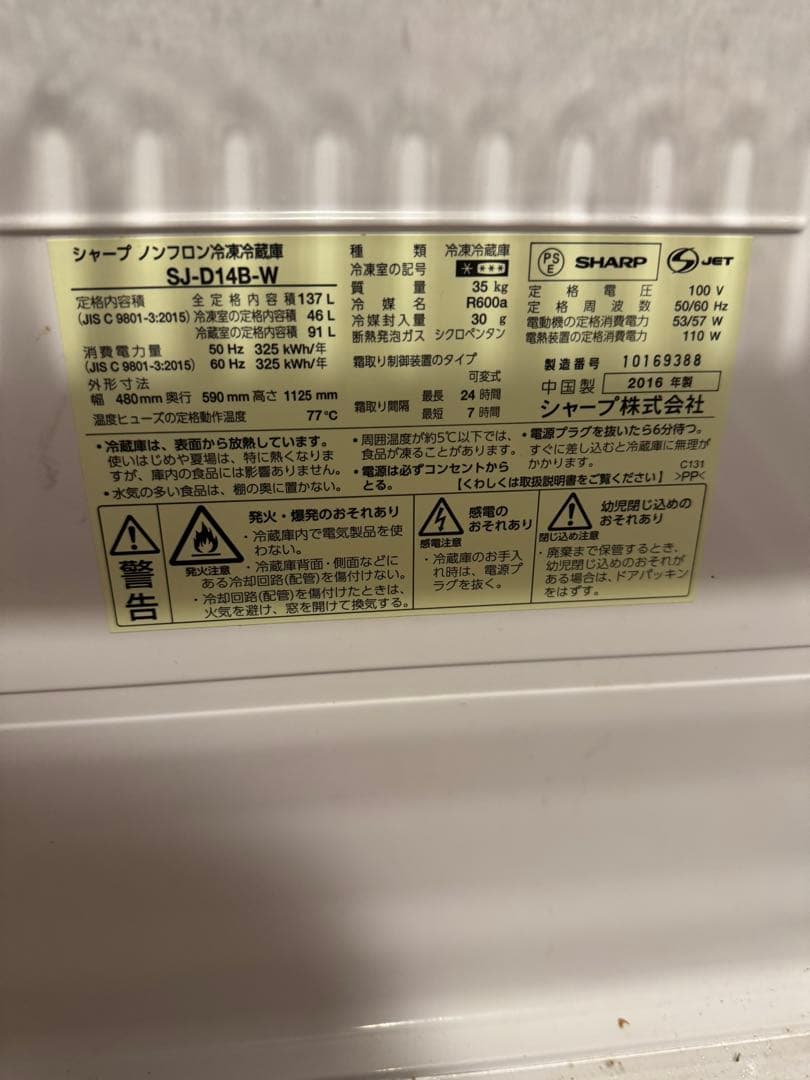 シャープ ノンフロン冷凍冷蔵庫
SJ-D14B-W
定格内容積 全定格内容積 137 L
(JIS C 9801-3:2015) 冷凍室の定格内容積 46 L
冷蔵室の定格内容積 91 L
消費電力量 50 Hz 325 kWh/年
(JIS C 9801-3:2015) 60 Hz 325 kWh/年
外形寸法
幅 480mm 奥行 590 mm 高さ 1125 mm
温度ヒューズの定格動作温度 77℃
種類 冷凍冷蔵庫
冷凍室の記号 * ***
質量 35 kg
冷媒名 R600a
冷媒封入量 30 g
断熱発泡ガス シクロペンタン
霜取り制御装置のタイプ
可変式
霜取り間隔 最長 24 時間
最短 7 時間
PS E SHARP S JET
定格電圧 100 V
定格周波数 50/60 Hz
電動機の定格消費電力 53/57 W
電熱装置の定格消費電力 110 W
製造番号 10169388
中国製 2016 年製
シャープ株式会社
・冷蔵庫は、表面から放熱しています。
使いはじめや夏場は、特に熱くなりま
すが、庫内の食品には影響ありません。
・水気の多い食品は、棚の奥に置かない。
・周囲温度が約5℃以下では、
食品が凍ることがあります。
・電源は必ずコンセントから
とる。
・電源プラグを抜いたら6分待つ。
すぐに差し込むと冷蔵庫に無理が
かかります。
C131
【くわしくは取扱説明書をご覧ください】 >PP<
警告
発火注意
発火・爆発のおそれあり
・冷蔵庫内で電気製品を使
わない。
・冷蔵庫背面・側面などに
ある冷却回路(配管)を傷付けない。
・冷却回路(配管)を傷付けたときは、
火気を避け、窓を開けて換気する。
感電注意
感電の
おそれあり
・冷蔵庫のお手入
れ時は、電源プ
ラグを抜く。
閉じ込め注意
幼児閉じ込めの
おそれあり
・廃棄まで保管するとき、
幼児閉じ込めのおそれが
ある場合は、ドアパッキン
をはずす。